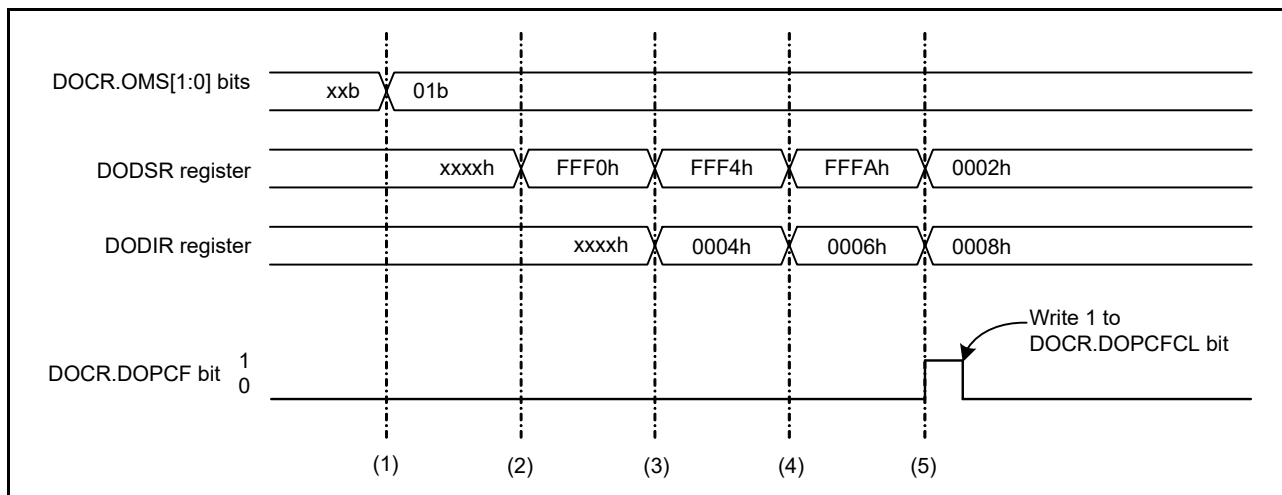 DOCR.OMS[1:0] bits
xxb
01b
DODSR register
xxxxh
FFF0h
FFF4h
FFFAh
0002h
DODIR register
xxxxh
0004h
0006h
0008h
Write 1 to
DOCR.DOPCFCL bit
DOCR.DOPCF bit
1
0
(1)
(2)
(3)
(4)
(5)